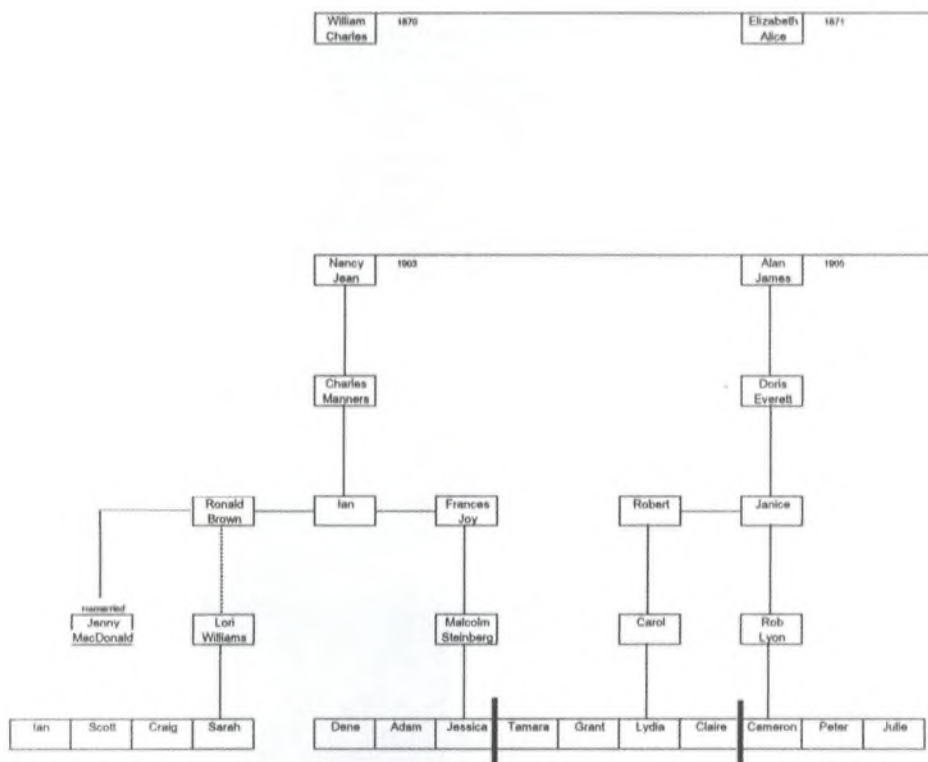 William 1870 Elizabeth 1871
Charles Alice
Nancy 1903 Alan 1905
Jean James
Charles Doris
Manners Everett
Ronald Ian Frances Robert Janice
Brown Joy
remarried
Jenny Lori Malcolm Carol Rob
MacDonald Williams Steinberg Lyon
Ian Scott Craig Sarah Dene Adam Jessica Tamara Grant Lydia Claire Cameron Peter Julie